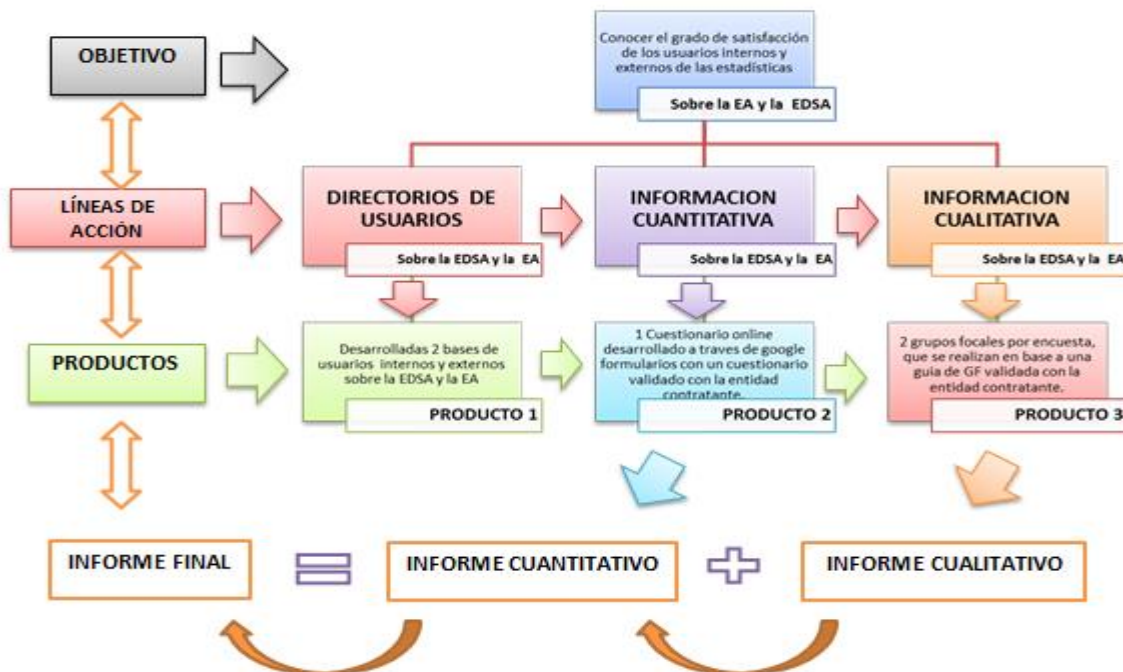 OBJETIVO
Conocer el grado de satisfacción
de los usuarios internos y
externos de las estadísticas
Sobre la EA y la EDSA
LÍNEAS DE
ACCIÓN
DIRECTORIOS DE
USUARIOS
Sobre la EDSA y la EA
INFORMACION
CUANTITATIVA
Sobre la EDSA y la EA
INFORMACION
CUALITATIVA
Sobre la EDSA y la EA
PRODUCTOS
Desarrolladas 2 bases de
usuarios internos y externos
sobre la EDSA y la EA
PRODUCTO 1
1 Cuestionario online
desarrollado a traves de google
formularios con un cuestionario
validado con la entidad
contratante.
PRODUCTO 2
2 grupos focales por encuesta,
que se realizan en base a una
guia de GF validada con la
entidad contratante.
PRODUCTO 3
INFORME FINAL
INFORME CUANTITATIVO
INFORME CUALITATIVO